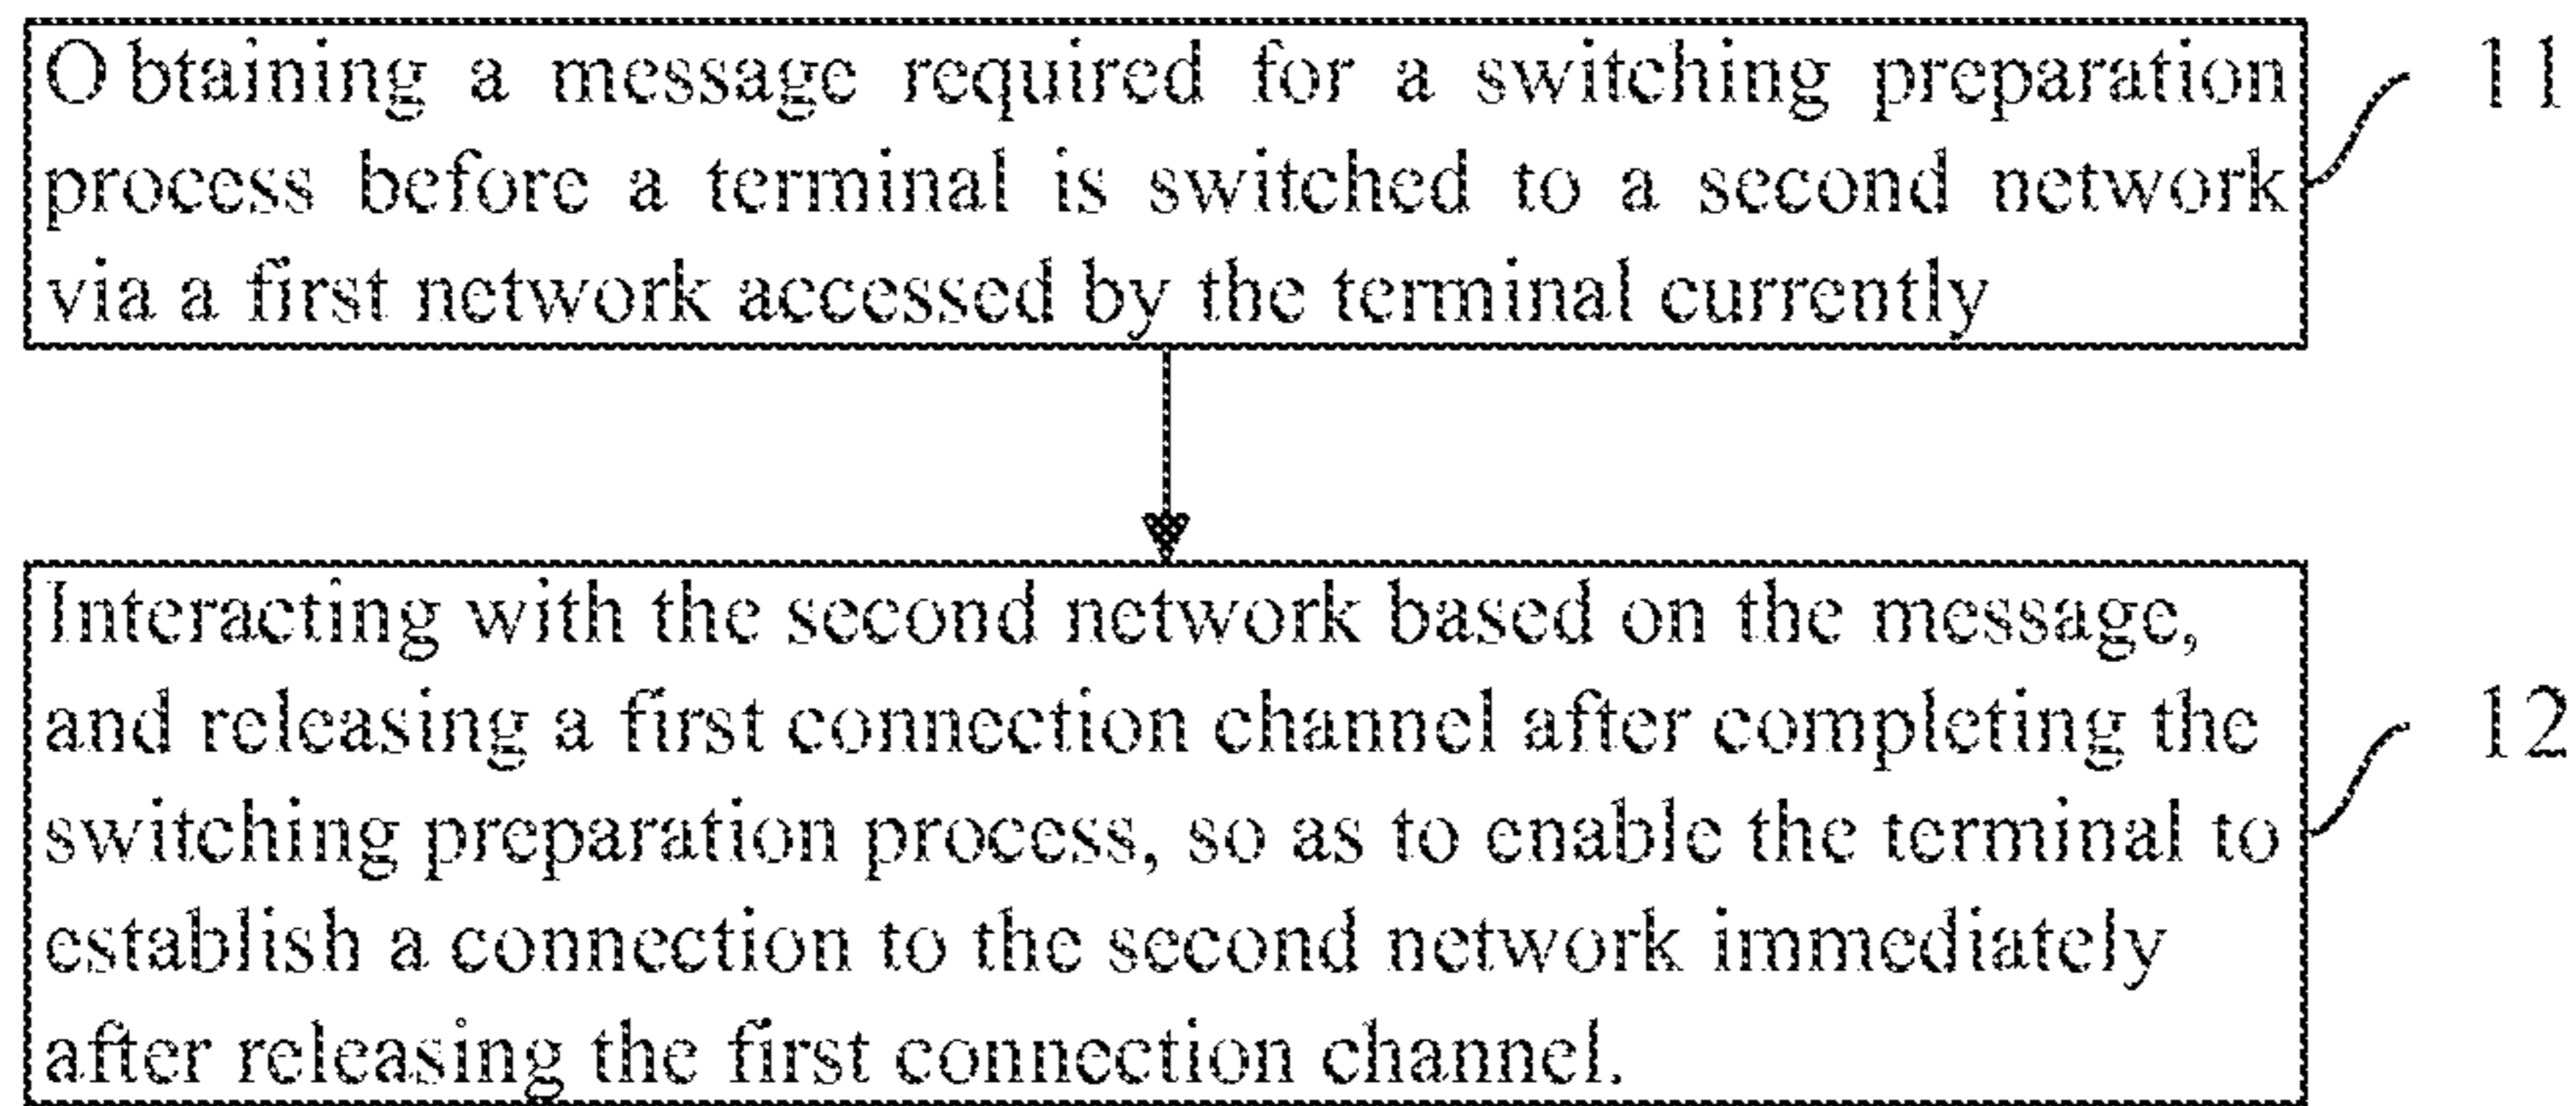 Obtaining a message required for a switching preparation
process before a terminal is switched to a second network
via a first network accessed by the terminal currently
11
Interacting with the second network based on the message,
and releasing a first connection channel after completing the
switching preparation process, so as to enable the terminal to
establish a connection to the second network immediately
after releasing the first connection channel.
12